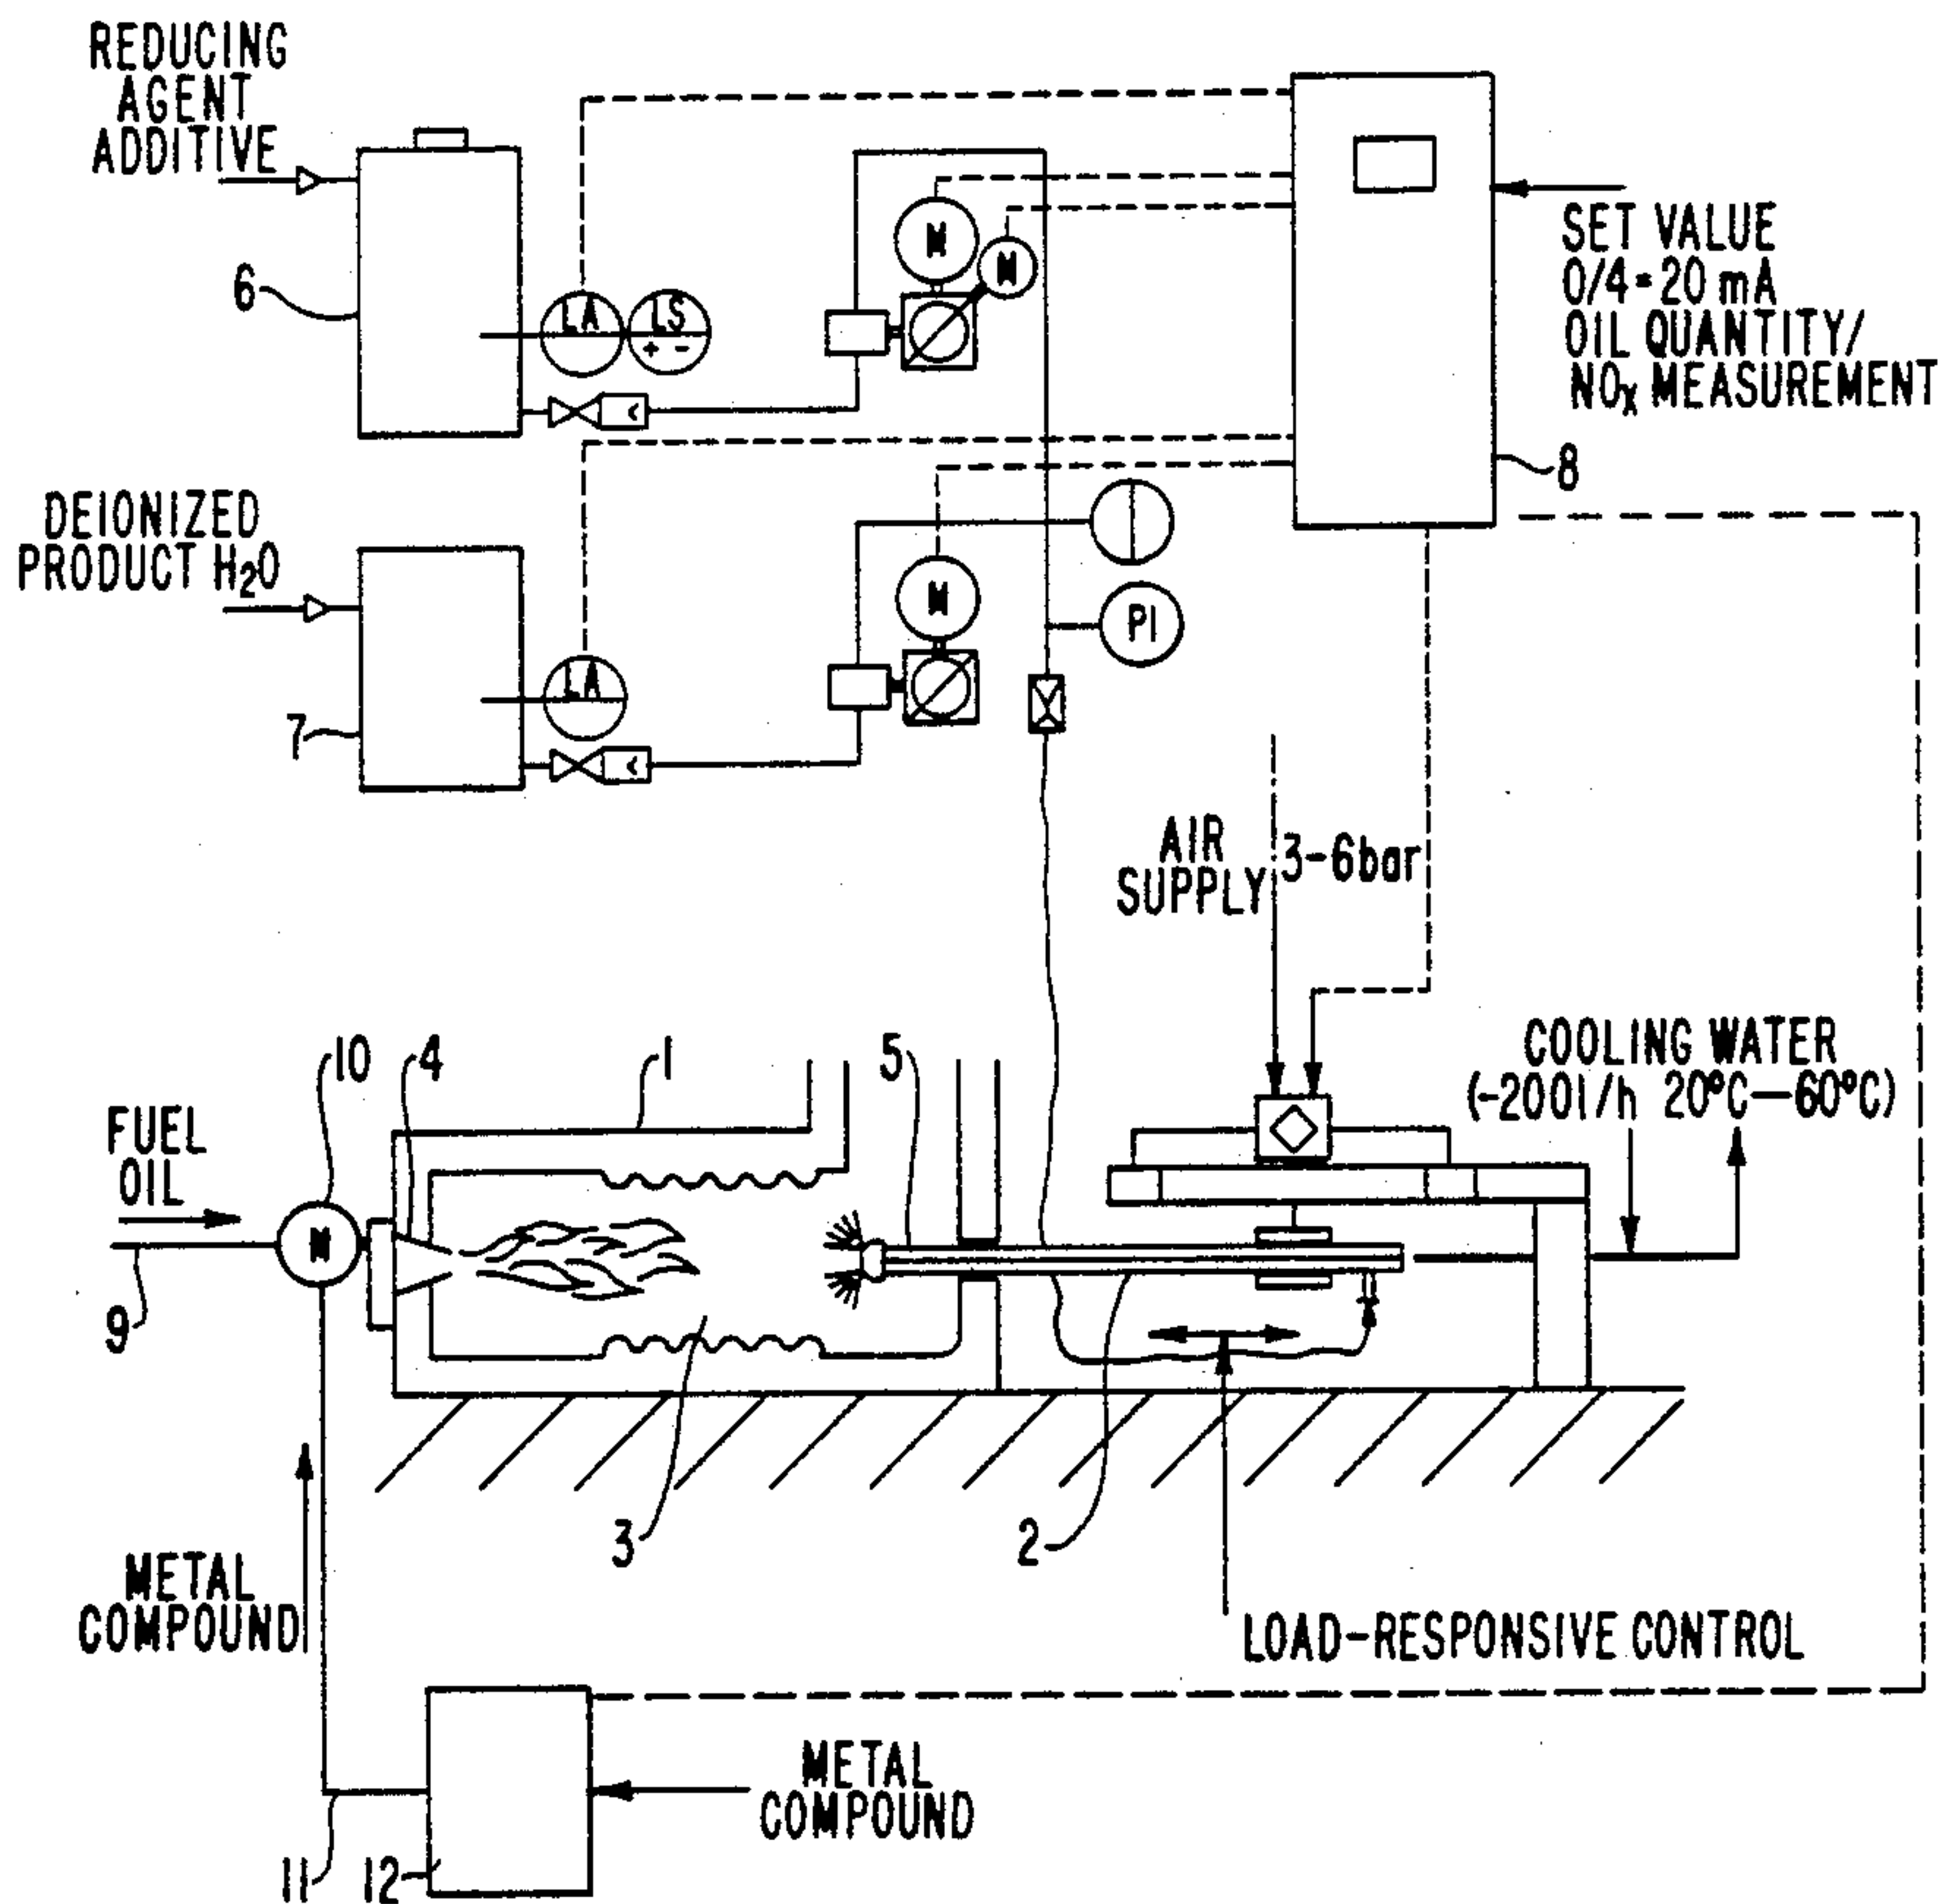 REDUCING
AGENT
ADDITIVE
6
LA
LS
+ -
M
M
SET VALUE
0/4=20 mA
OIL QUANTITY/
NOx MEASUREMENT
8
DEIONIZED
PRODUCT H2O
7
LA
M
PI
AIR
SUPPLY
3-6bar
COOLING WATER
(-200l/h 20°C—60°C)
10
4
1
5
FUEL
OIL
M
9
3
2
METAL
COMPOUND
LOAD-RESPONSIVE CONTROL
METAL
COMPOUND
11
12